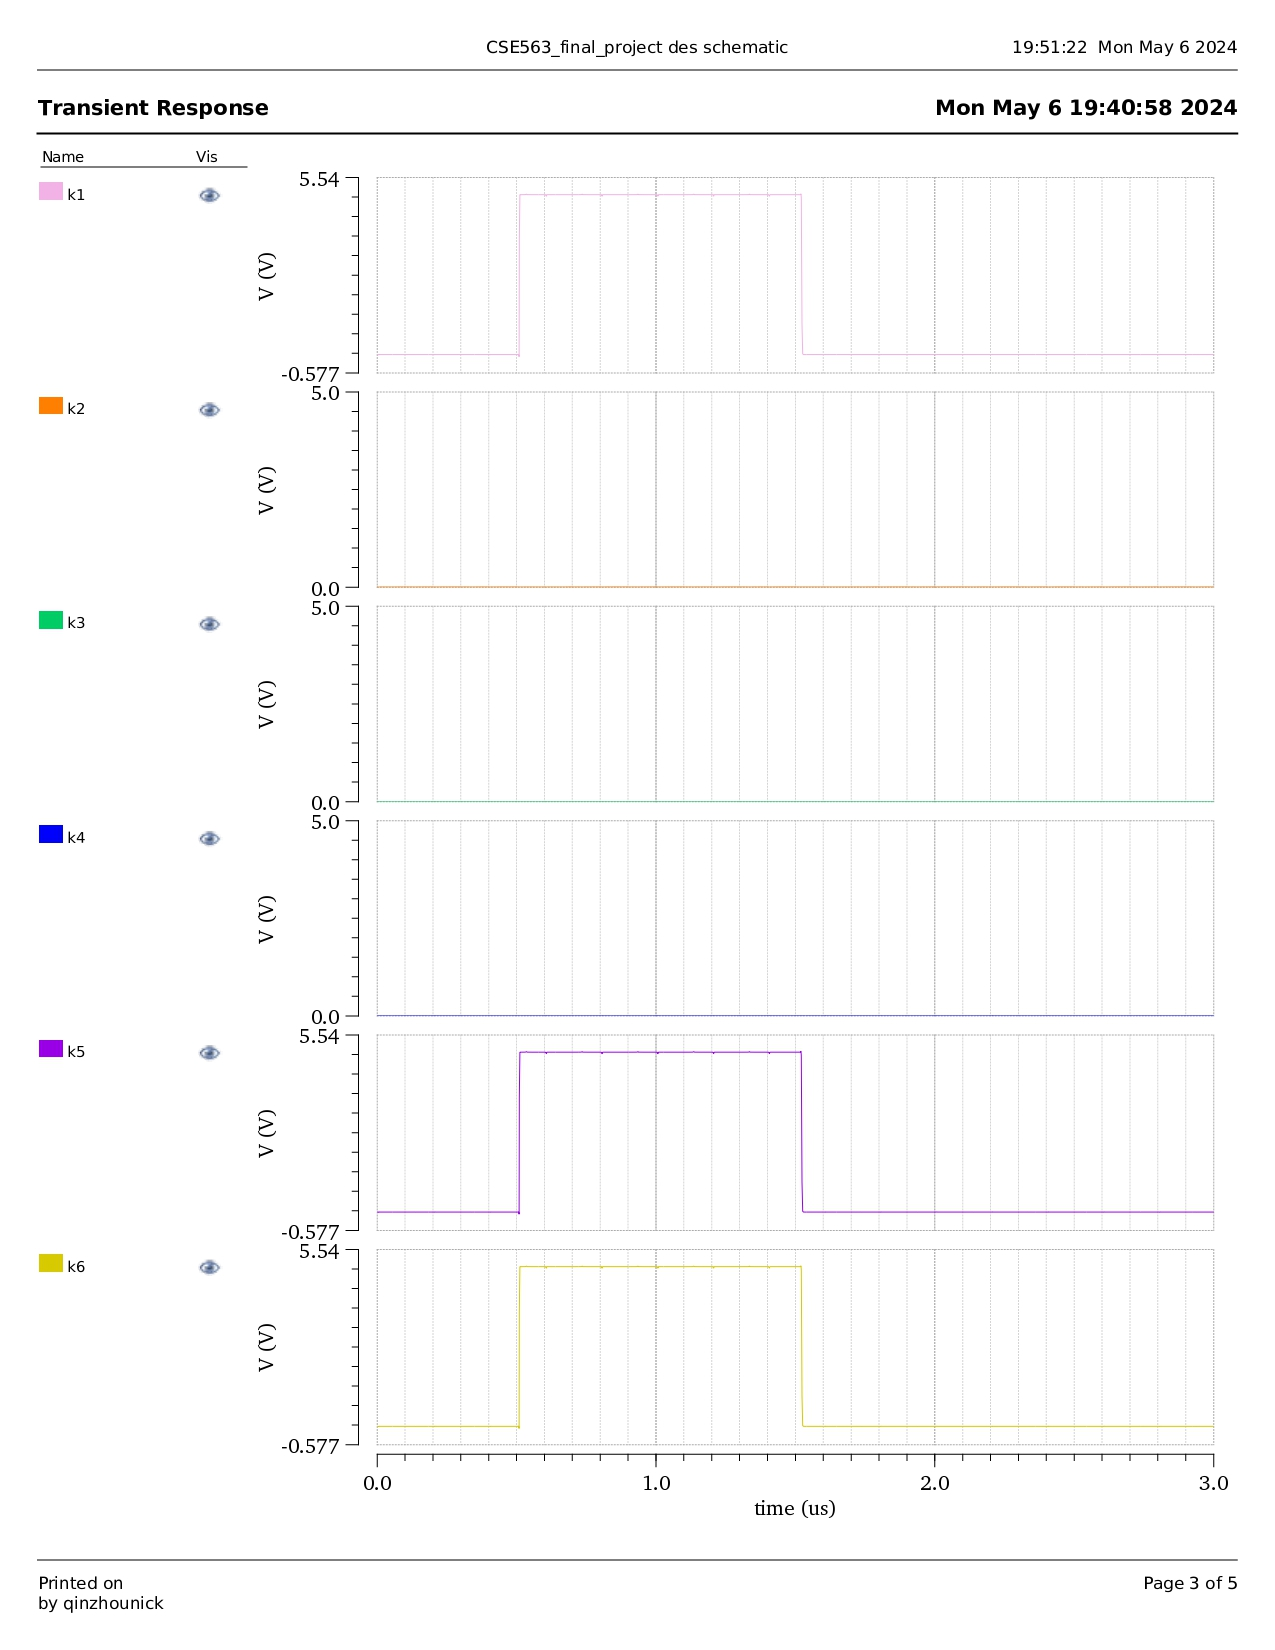 CSE563_final_project des schematic
19:51:22 Mon May 6 2024
Transient Response
Mon May 6 19:40:58 2024
Name
Vis
k1
5.54
V (V)
-0.577
k2
5.0
V (V)
0.0
k3
5.0
V (V)
0.0
k4
5.0
V (V)
0.0
k5
5.54
V (V)
-0.577
k6
5.54
V (V)
-0.577
0.0
1.0
2.0
3.0
time (us)
Printed on
by qinzhounick
Page 3 of 5